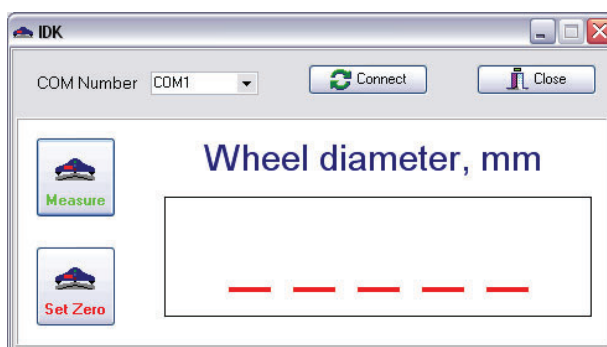 IDK
COM Number COM1 Connect Close
Wheel diameter, mm
Measure
_ _ _ _ _
Set Zero